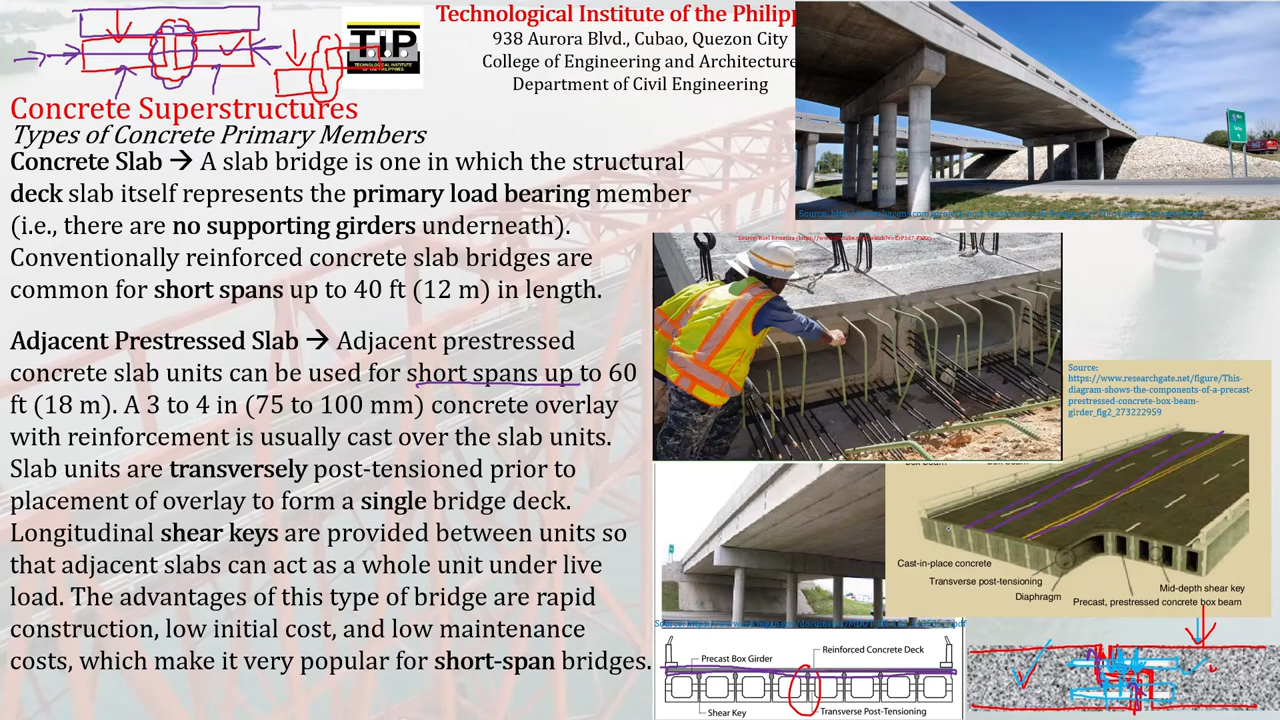 TIP
TECHNOLOGICAL INSTITUTE
OF THE PHILIPPINES
Technological Institute of the Philipp
938 Aurora Blvd., Cubao, Quezon City
College of Engineering and Architecture
Department of Civil Engineering
Concrete Superstructures
Types of Concrete Primary Members
Concrete Slab → A slab bridge is one in which the structural
deck slab itself represents the primary load bearing member
(i.e., there are no supporting girders underneath).
Conventionally reinforced concrete slab bridges are
common for short spans up to 40 ft (12 m) in length.
Adjacent Prestressed Slab → Adjacent prestressed
concrete slab units can be used for short spans up to 60
ft (18 m). A 3 to 4 in (75 to 100 mm) concrete overlay
with reinforcement is usually cast over the slab units.
Slab units are transversely post-tensioned prior to
placement of overlay to form a single bridge deck.
Longitudinal shear keys are provided between units so
that adjacent slabs can act as a whole unit under live
load. The advantages of this type of bridge are rapid
construction, low initial cost, and low maintenance
costs, which make it very popular for short-span bridges.
Source:
https://www.researchgate.net/figure/This-
diagram-shows-the-components-of-a-precast-
prestressed-concrete-box-beam-
girder_fig2_273222959
Cast-in-place concrete
Transverse post-tensioning
Diaphragm
Mid-depth shear key
Precast, prestressed concrete box beam
Reinforced Concrete Deck
Precast Box Girder
Shear Key
Transverse Post-Tensioning